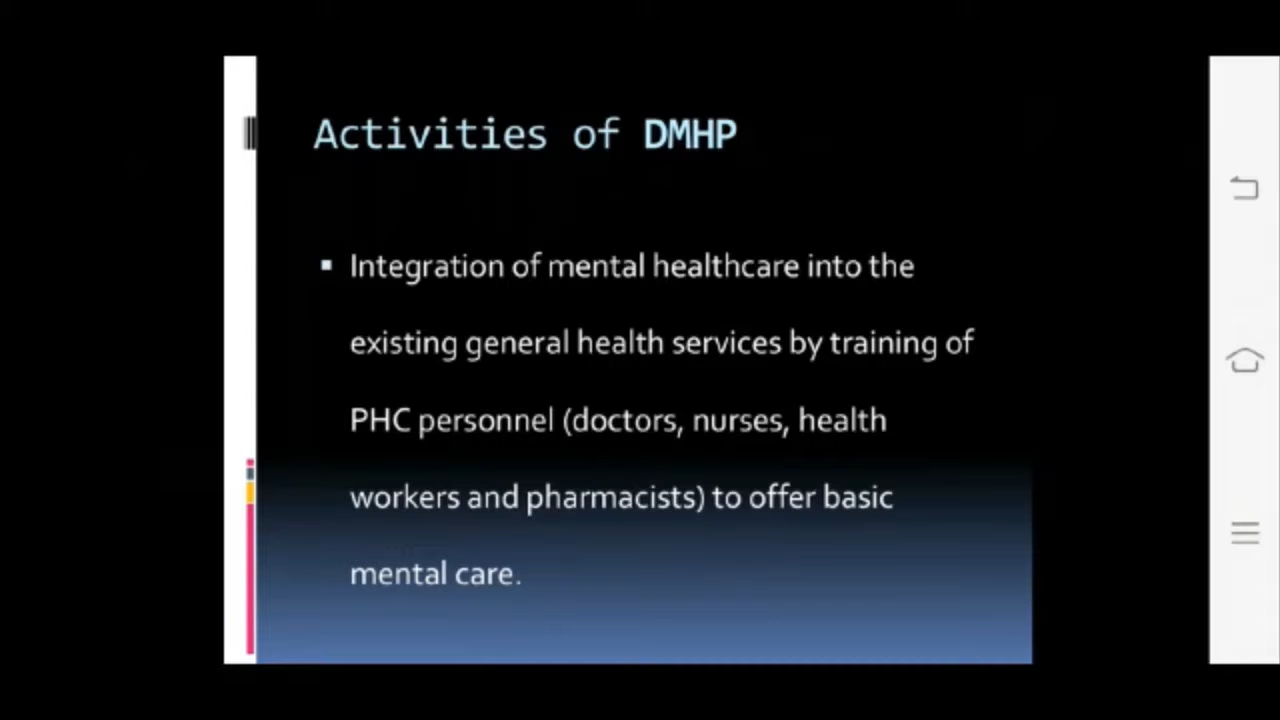 Activities of DMHP
▪ Integration of mental healthcare into the
existing general health services by training of
PHC personnel (doctors, nurses, health
workers and pharmacists) to offer basic
mental care.